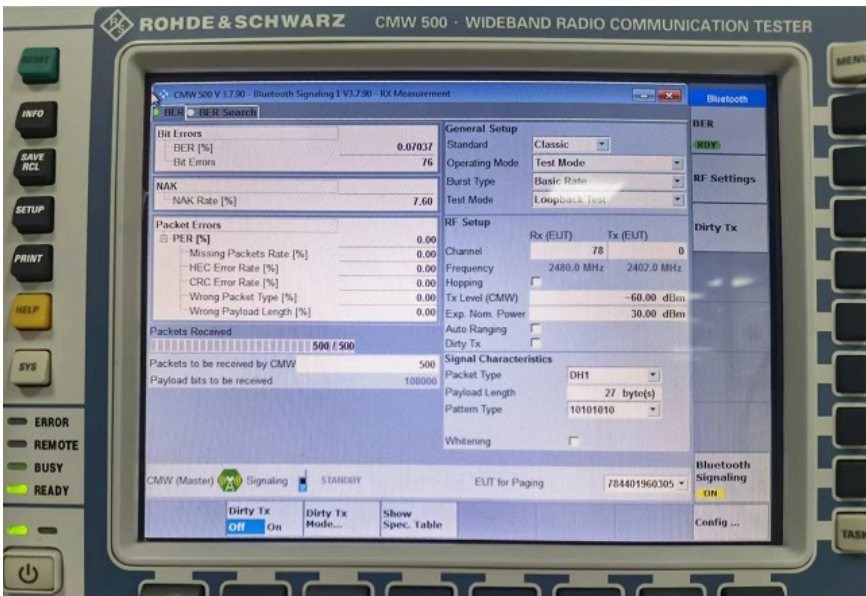 ROHDE & SCHWARZ CMW 500 · WIDEBAND RADIO COMMUNICATION TESTER
RESET
INFO
SAVE
RCL
SETUP
PRINT
HELP
SYS
ERROR
REMOTE
BUSY
READY
CMW 500 V 3.7.90 - Bluetooth Signaling 1 V3.7.90 - RX Measurement
BER BER Search
Bit Errors
BER [%] 0.07037
Bit Errors 76
NAK
NAK Rate [%] 7.60
Packet Errors
PER [%] 0.00
Missing Packets Rate [%] 0.00
HEC Error Rate [%] 0.00
CRC Error Rate [%] 0.00
Wrong Packet Type [%] 0.00
Wrong Payload Length [%] 0.00
Packets Received
500 / 500
Packets to be received by CMW 500
Payload bits to be received 108000
General Setup
Standard Classic
Operating Mode Test Mode
Burst Type Basic Rate
Test Mode Loopback Test
RF Setup
Rx (EUT) Tx (EUT)
Channel 78 0
Frequency 2480.0 MHz 2402.0 MHz
Hopping
Tx Level (CMW) -60.00 dBm
Exp. Nom. Power 30.00 dBm
Auto Ranging
Dirty Tx
Signal Characteristics
Packet Type DH1
Payload Length 27 byte(s)
Pattern Type 10101010
Whitening
CMW (Master) Signaling STANDBY EUT for Paging 784401960305
Dirty Tx
Off On
Dirty Tx
Mode...
Show
Spec. Table
Bluetooth
BER
RDY
RF Settings
Dirty Tx
Bluetooth
Signaling
ON
Config ...
MENU
TASK